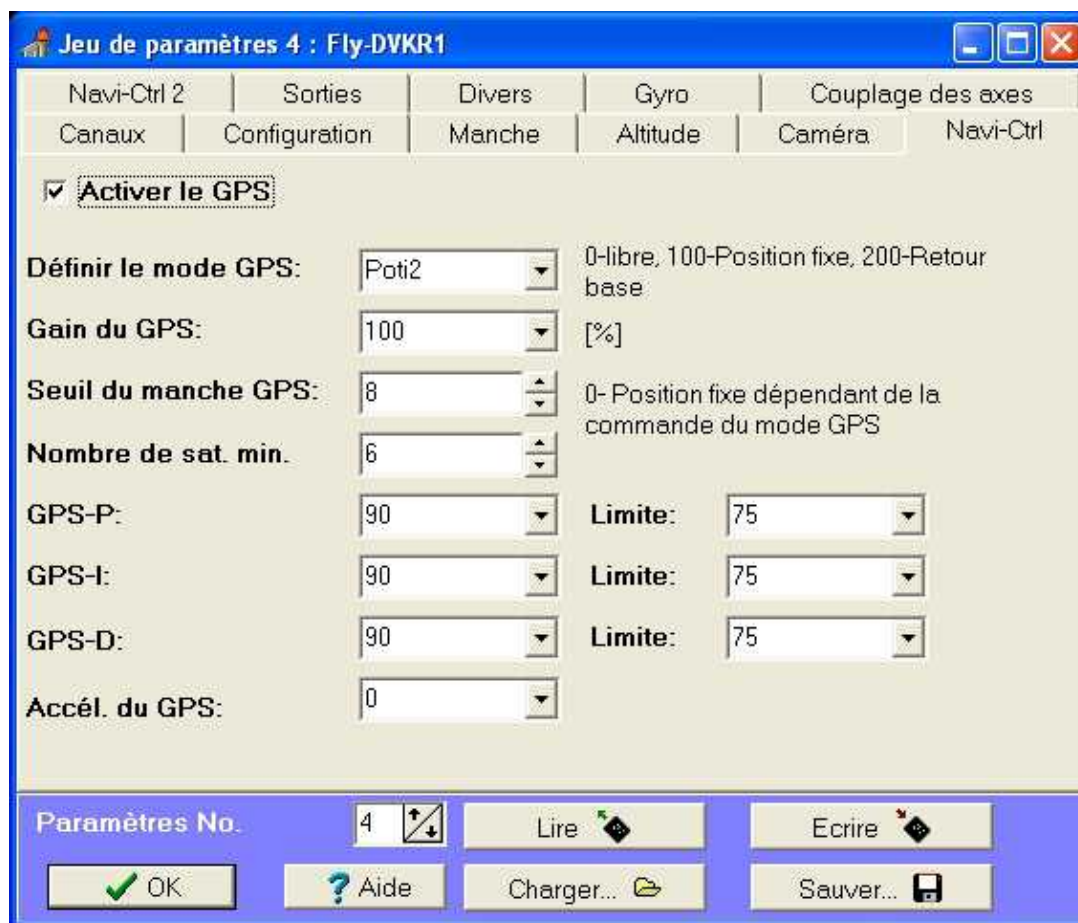 Jeu de paramètres 4 : Fly-DVKR1
Navi-Ctrl 2 Sorties Divers Gyro Couplage des axes
Canaux Configuration Manche Altitude Caméra Navi-Ctrl
Activer le GPS
Définir le mode GPS: Poti2 0-libre, 100-Position fixe, 200-Retour
base
Gain du GPS: 100 [%]
Seuil du manche GPS: 8 0- Position fixe dépendant de la
commande du mode GPS
Nombre de sat. min. 6
GPS-P: 90 Limite: 75
GPS-I: 90 Limite: 75
GPS-D: 90 Limite: 75
Accél. du GPS: 0
Paramètres No. 4 Lire Ecrire
OK ? Aide Charger... Sauver...